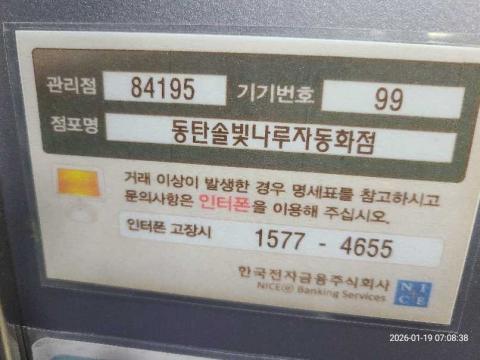 관리점 84195 기기번호 99
점포명 동탄솔빛나루자동화점
거래 이상이 발생한 경우 명세표를 참고하시고
문의사항은 인터폰을 이용해 주십시오.
인터폰 고장시 1577 - 4655
한국전자금융주식회사
NICE Banking Services
NI
CE
2026-01-19 07:08:38